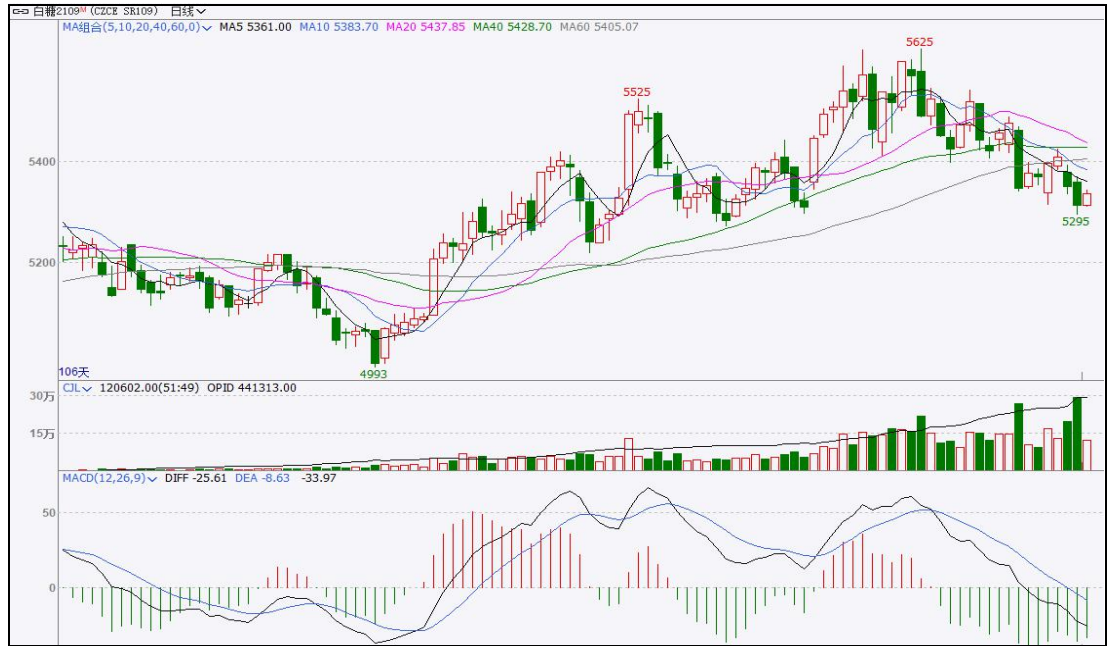 白糖2109M (CZCE SR109) 日线
MA组合(5,10,20,40,60,0) MA5 5361.00 MA10 5383.70 MA20 5437.85 MA40 5428.70 MA60 5405.07
5625
5525
5400
5295
5200
4993
106天
CJL 120602.00(51:49) OPID 441313.00
30万
15万
MACD(12,26,9) DIFF -25.61 DEA -8.63 -33.97
50
0